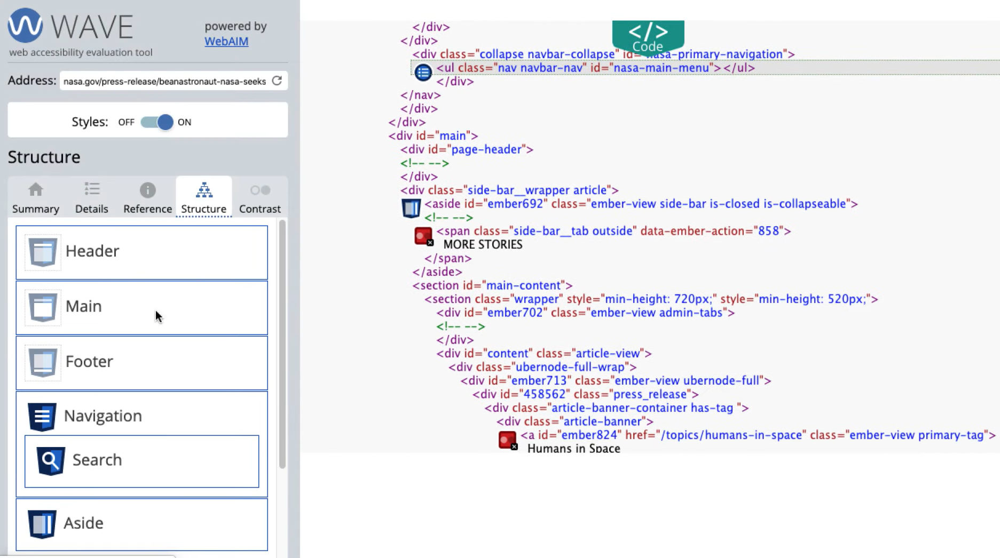 WAVE
powered by
WebAIM
web accessibility evaluation tool
Address: nasa.gov/press-release/beanastronaut-nasa-seeks
Styles: OFF ON
Structure
Summary Details Reference Structure Contrast
Header
Main
Footer
Navigation
Search
Aside
</>
Code
</div>
</div>
<div class="collapse navbar-collapse" id="nasa-primary-navigation">
<ul class="nav navbar-nav" id="nasa-main-menu"></ul>
</div>
</nav>
</div>
</div>
<div id="main">
<div id="page-header">
<!-- -->
</div>
<div class="side-bar__wrapper article">
<aside id="ember692" class="ember-view side-bar is-closed is-collapseable">
<!-- -->
<span class="side-bar__tab outside" data-ember-action="858">
MORE STORIES
</span>
</aside>
<section id="main-content">
<section class="wrapper" style="min-height: 720px;" style="min-height: 520px;">
<div id="ember702" class="ember-view admin-tabs">
<!-- -->
</div>
<div id="content" class="article-view">
<div class="ubernode-full-wrap">
<div id="ember713" class="ember-view ubernode-full">
<div id="458562" class="press_release">
<div class="article-banner-container has-tag ">
<div class="article-banner">
<a id="ember824" href="/topics/humans-in-space" class="ember-view primary-tag">
Humans in Space